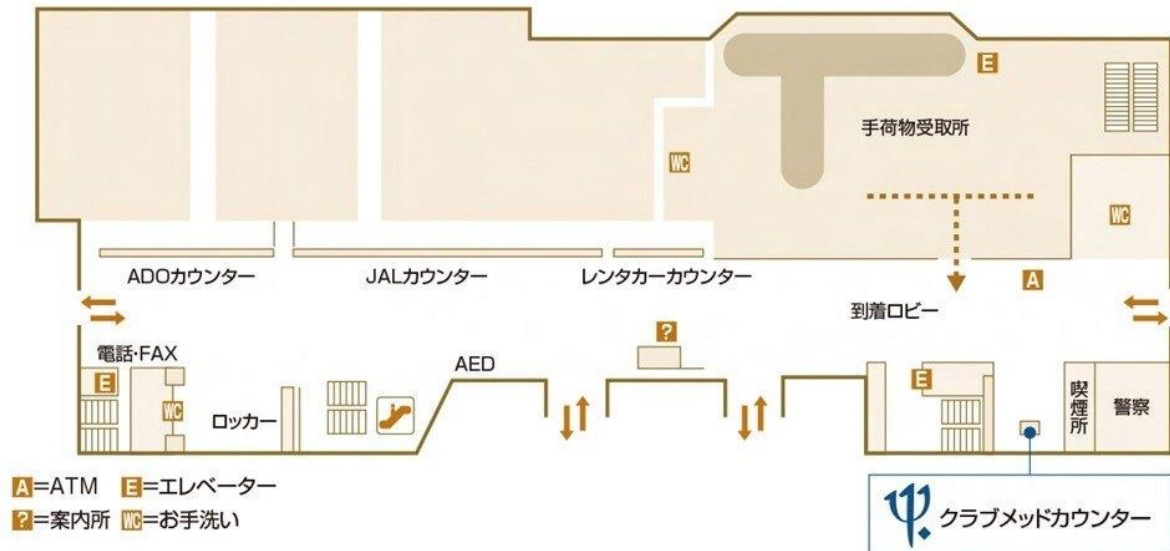 E
手荷物受取所
WC
WC
ADOカウンター
JALカウンター
レンタカーカウンター
A
到着ロビー
?
電話・FAX
AED
E
E
WC
ロッカー
喫煙所
警察
A=ATM E=エレベーター
?=案内所 WC=お手洗い
クラブメッドカウンター